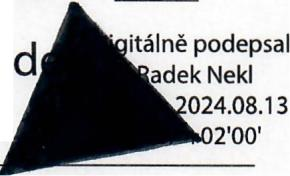 igitálně podepsal
Radek Nekl
2024.08.13
02'00'